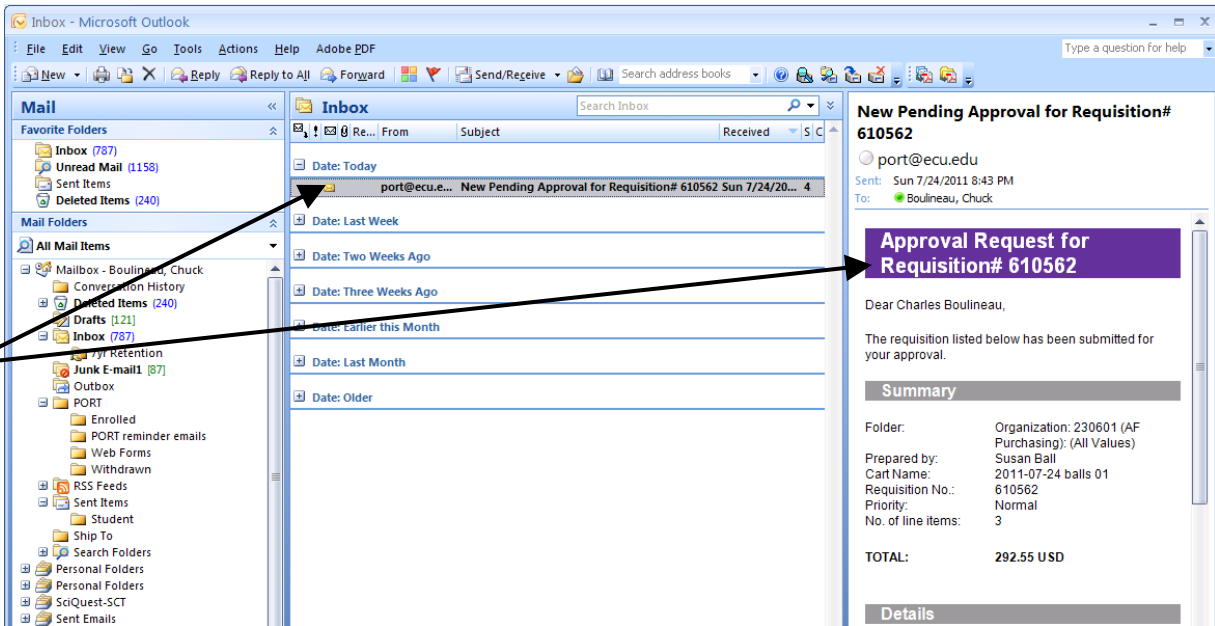 Inbox - Microsoft Outlook
File Edit View Go Tools Actions Help Adobe PDF
Type a question for help
New Reply Reply to All Forward Send/Receive Search address books
Mail
Favorite Folders
Inbox (787)
Unread Mail (1158)
Sent Items
Deleted Items (240)
Mail Folders
All Mail Items
Mailbox - Boulineau, Chuck
Conversation History
Deleted Items (240)
Drafts [121]
Inbox (787)
7yr Retention
Junk E-mail1 [87]
Outbox
PORT
Enrolled
PORT reminder emails
Web Forms
Withdrawn
RSS Feeds
Sent Items
Student
Ship To
Search Folders
Personal Folders
Personal Folders
SciQuest-SCT
Sent Emails
Inbox
Search Inbox
Re... From Subject Received S C
Date: Today
port@ecu.e... New Pending Approval for Requisition# 610562 Sun 7/24/20... 4
Date: Last Week
Date: Two Weeks Ago
Date: Three Weeks Ago
Date: Earlier this Month
Date: Last Month
Date: Older
New Pending Approval for Requisition#
610562
port@ecu.edu
Sent: Sun 7/24/2011 8:43 PM
To: Boulineau, Chuck
Approval Request for
Requisition# 610562
Dear Charles Boulineau,
The requisition listed below has been submitted for
your approval.
Summary
Folder: Organization: 230601 (AF
Purchasing): (All Values)
Prepared by: Susan Ball
Cart Name: 2011-07-24 balls 01
Requisition No.: 610562
Priority: Normal
No. of line items: 3
TOTAL: 292.55 USD
Details